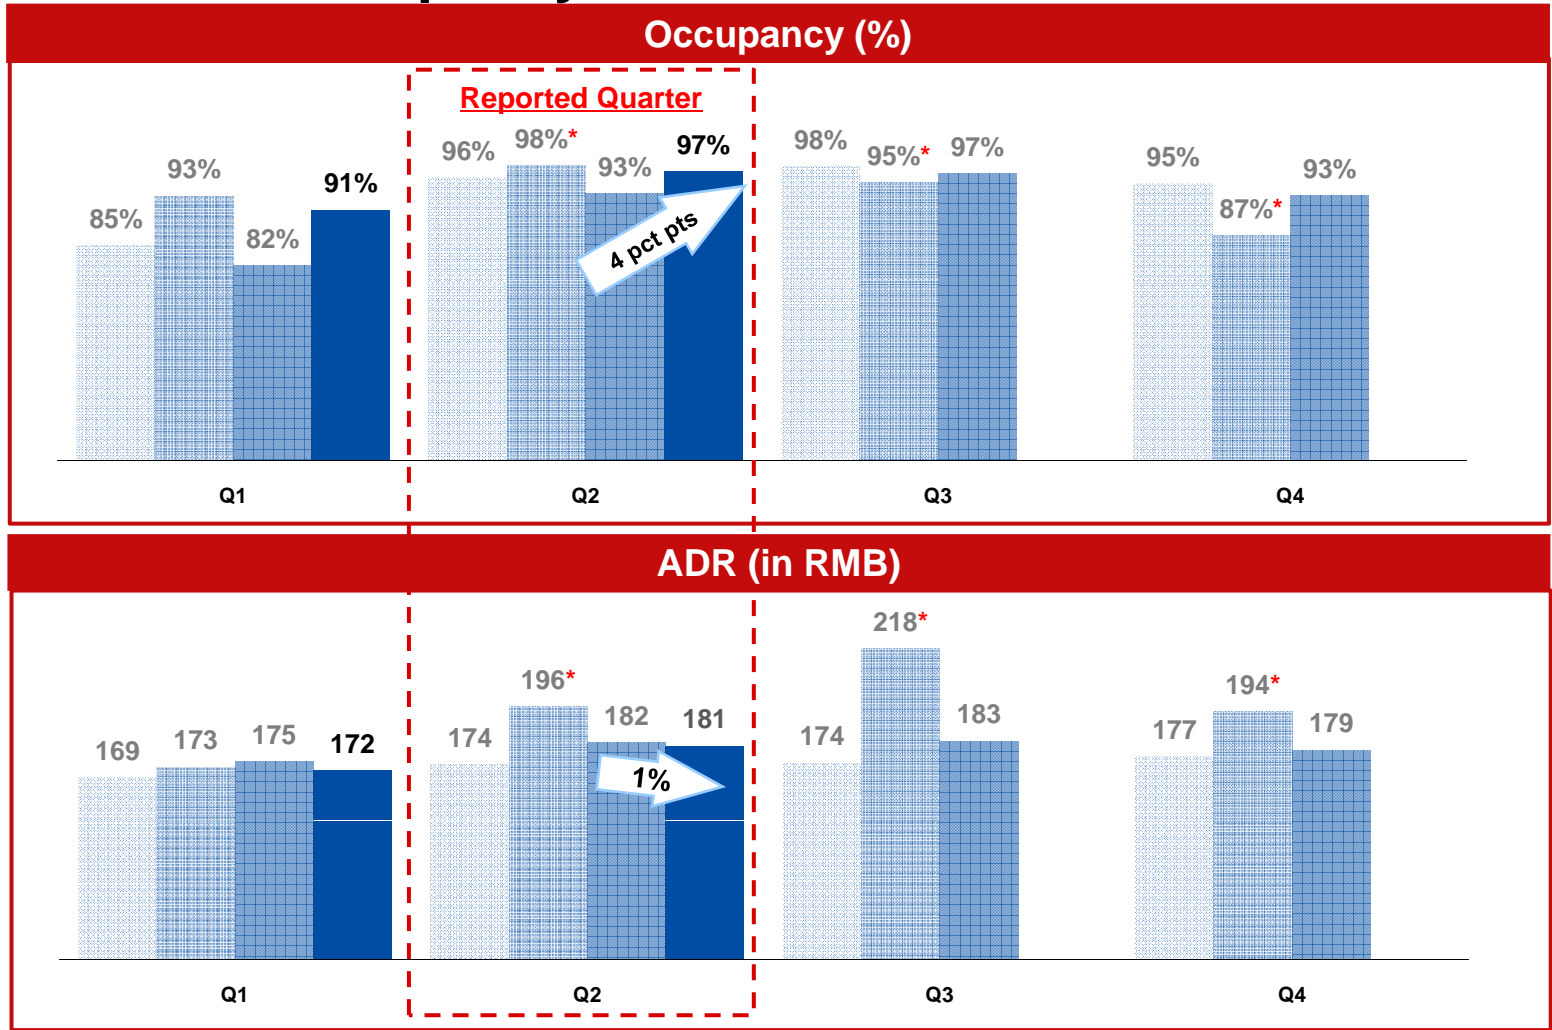 Occupancy (%)
Reported Quarter
85%
93%
82%
91%
96%
98%*
93%
97%
98%
95%*
97%
95%
87%*
93%
4 pct pts
Q1
Q2
Q3
Q4
ADR (in RMB)
169
173
175
172
174
196*
182
181
174
218*
183
177
194*
179
1%
Q1
Q2
Q3
Q4